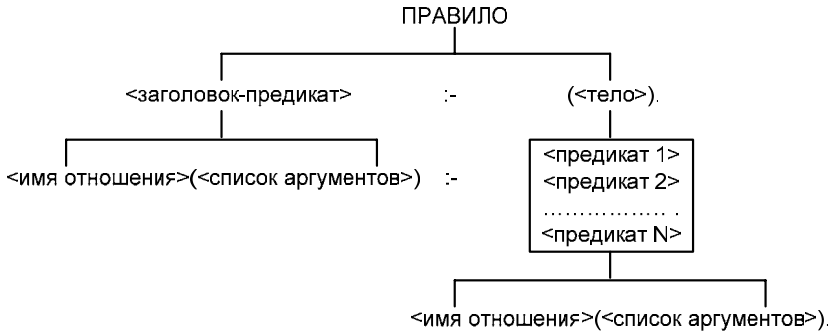 ПРАВИЛО
<заголовок-предикат> :- (<тело>).
<предикат 1>
<имя отношения>(<список аргументов>) :- <предикат 2>
.................. .
<предикат N>
<имя отношения>(<список аргументов>).